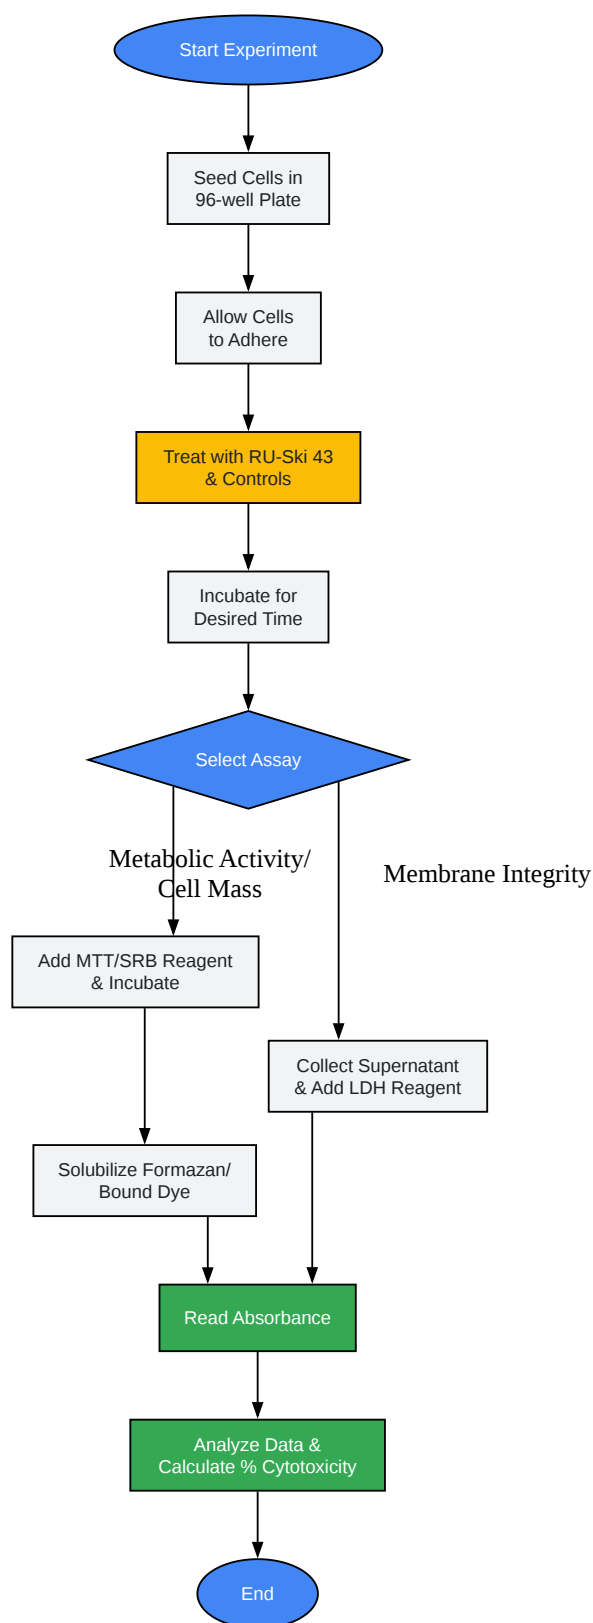 Start Experiment
Seed Cells in
96-well Plate
Allow Cells
to Adhere
Treat with RU-Ski 43
& Controls
Incubate for
Desired Time
Select Assay
Metabolic Activity/
Cell Mass
Membrane Integrity
Add MTT/SRB Reagent
& Incubate
Collect Supernatant
& Add LDH Reagent
Solubilize Formazan/
Bound Dye
Read Absorbance
Analyze Data &
Calculate % Cytotoxicity
End